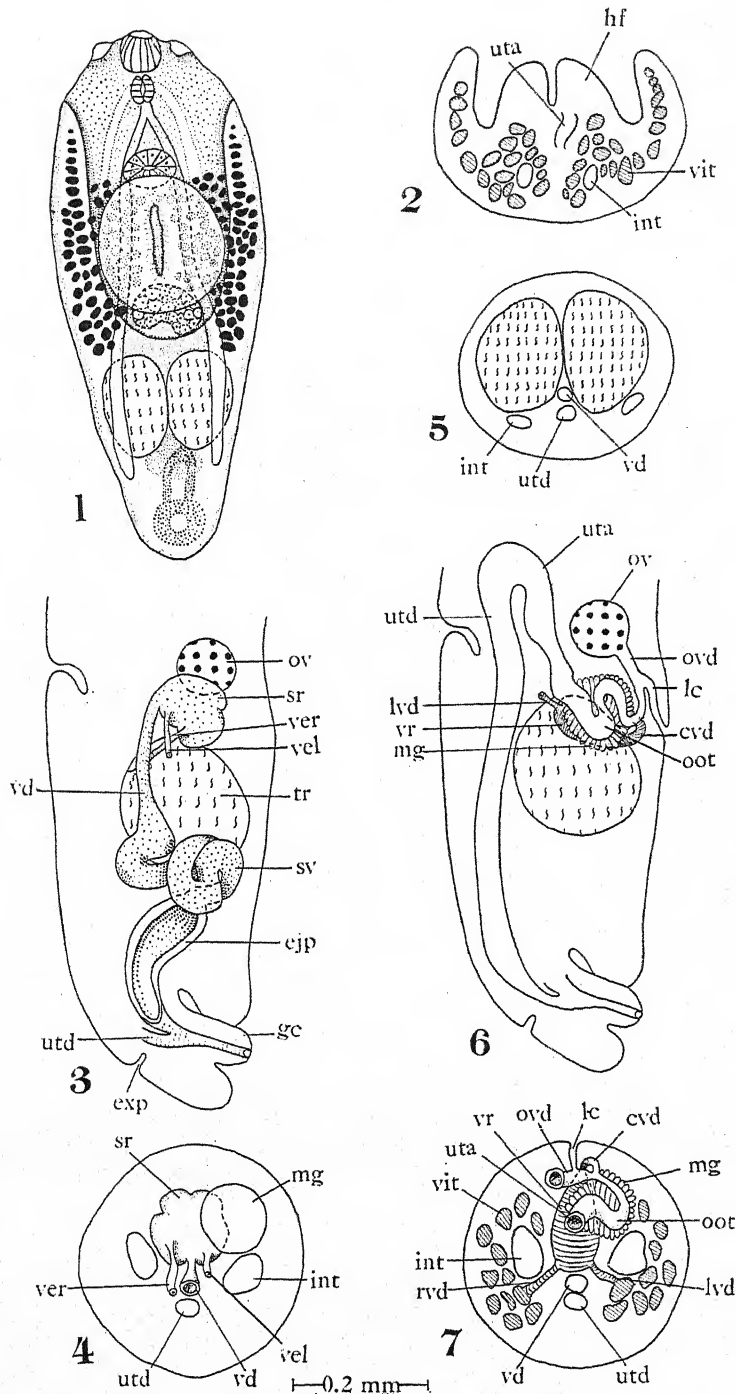 1
hf
uta
vit
int
2
5
int
utd
vd
ov
sr
ver
vel
vd
tr
sv
ejp
utd
gc
exp
3
uta
ov
utd
ovd
lc
lvd
vr
cvd
mg
oot
6
sr
mg
ver
int
utd
vd
vel
4
0.2 mm
lc
ovd
cvd
vr
uta
mg
vit
oot
int
rvd
lvd
vd
utd
7